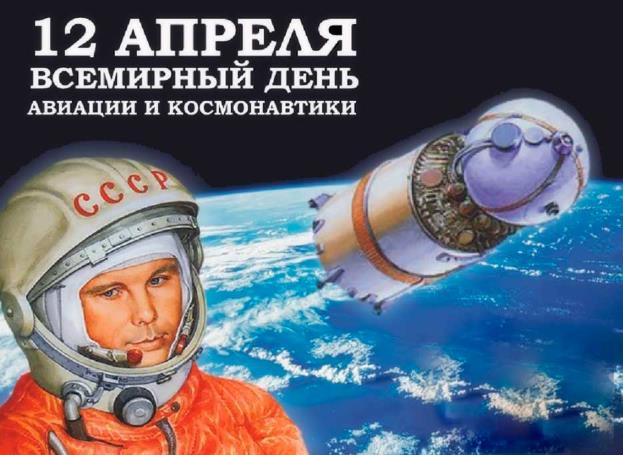 12 АПРЕЛЯ
ВСЕМИРНЫЙ ДЕНЬ
АВИАЦИИ И КОСМОНАВТИКИ
СССР